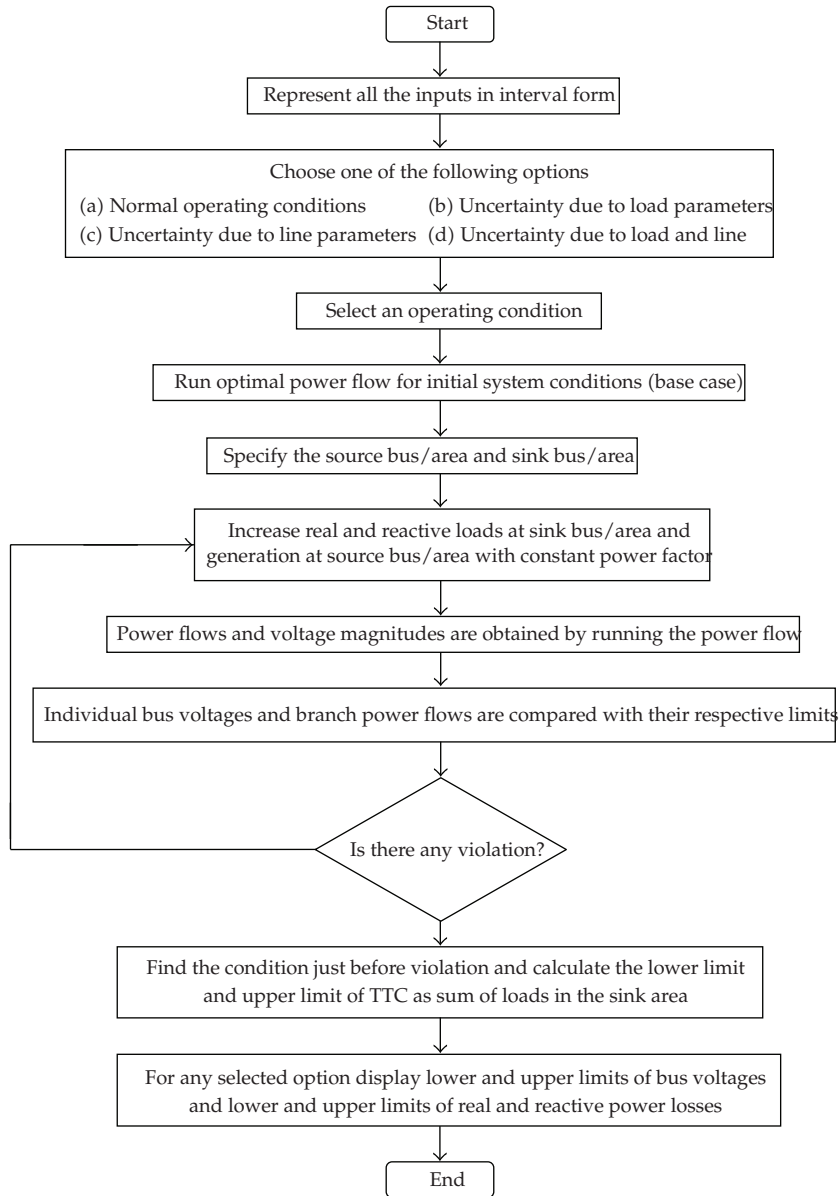 Start
Represent all the inputs in interval form
Choose one of the following options
(a) Normal operating conditions (b) Uncertainty due to load parameters
(c) Uncertainty due to line parameters (d) Uncertainty due to load and line
Select an operating condition
Run optimal power flow for initial system conditions (base case)
Specify the source bus/area and sink bus/area
Increase real and reactive loads at sink bus/area and
generation at source bus/area with constant power factor
Power flows and voltage magnitudes are obtained by running the power flow
Individual bus voltages and branch power flows are compared with their respective limits
Is there any violation?
Find the condition just before violation and calculate the lower limit
and upper limit of TTC as sum of loads in the sink area
For any selected option display lower and upper limits of bus voltages
and lower and upper limits of real and reactive power losses
End